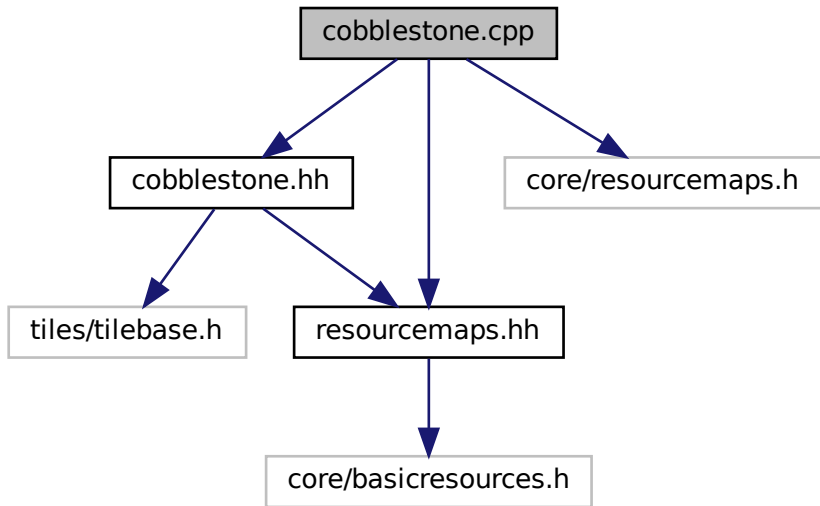 cobblestone.cpp
cobblestone.hh
core/resourcemaps.h
tiles/tilebase.h
resourcemaps.hh
core/basicresources.h